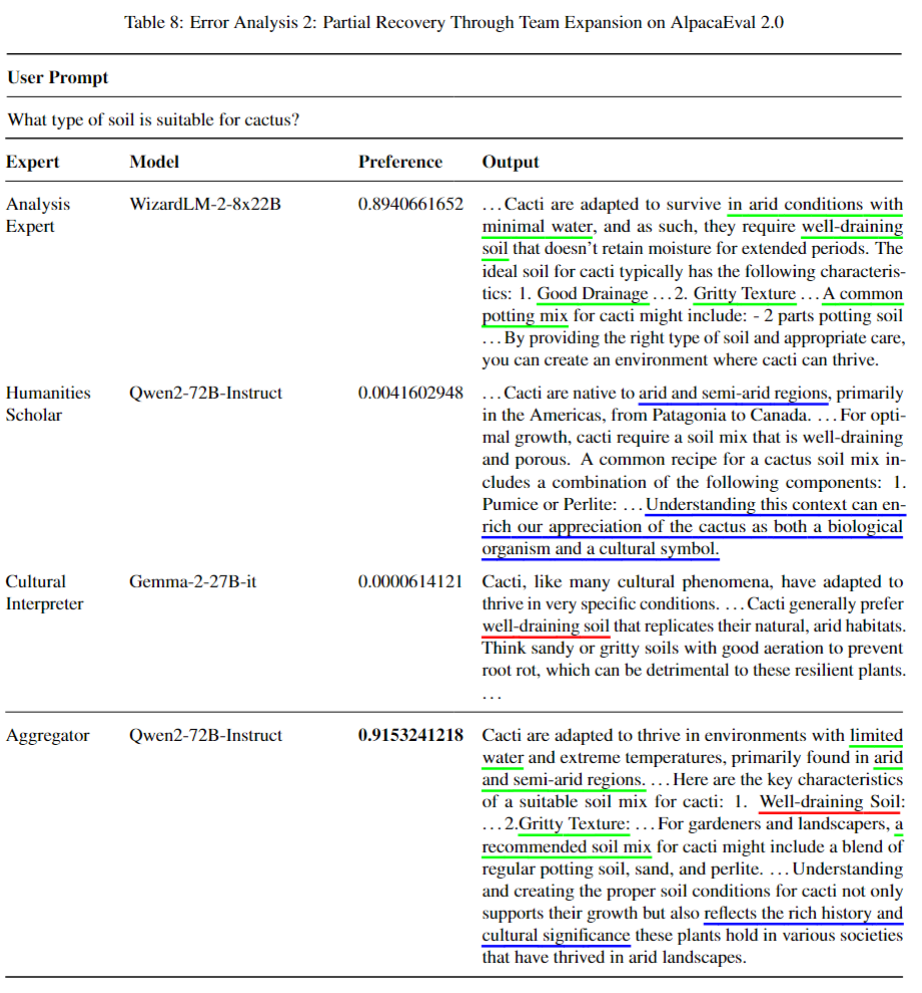 Table 8: Error Analysis 2: Partial Recovery Through Team Expansion on AlpacaEval 2.0
User Prompt
What type of soil is suitable for cactus?
Expert Model Preference Output
Analysis Expert WizardLM-2-8x22B 0.8940661652 …Cacti are adapted to survive in arid conditions with
minimal water, and as such, they require well-draining
soil that doesn't retain moisture for extended periods. The
ideal soil for cacti typically has the following characteris-
tics: 1. Good Drainage …2. Gritty Texture …A common
potting mix for cacti might include: - 2 parts potting soil
…By providing the right type of soil and appropriate care,
you can create an environment where cacti can thrive.
Humanities Scholar Qwen2-72B-Instruct 0.0041602948 …Cacti are native to arid and semi-arid regions, primarily
in the Americas, from Patagonia to Canada. …For opti-
mal growth, cacti require a soil mix that is well-draining
and porous. A common recipe for a cactus soil mix in-
cludes a combination of the following components: 1.
Pumice or Perlite: …Understanding this context can en-
rich our appreciation of the cactus as both a biological
organism and a cultural symbol.
Cultural Interpreter Gemma-2-27B-it 0.0000614121 Cacti, like many cultural phenomena, have adapted to
thrive in very specific conditions. …Cacti generally prefer
well-draining soil that replicates their natural, arid habitats.
Think sandy or gritty soils with good aeration to prevent
root rot, which can be detrimental to these resilient plants.
…
Aggregator Qwen2-72B-Instruct 0.9153241218 Cacti are adapted to thrive in environments with limited
water and extreme temperatures, primarily found in arid
and semi-arid regions. …Here are the key characteristics
of a suitable soil mix for cacti: 1. Well-draining Soil:
…2.Gritty Texture: …For gardeners and landscapers, a
recommended soil mix for cacti might include a blend of
regular potting soil, sand, and perlite. …Understanding
and creating the proper soil conditions for cacti not only
supports their growth but also reflects the rich history and
cultural significance these plants hold in various societies
that have thrived in arid landscapes.